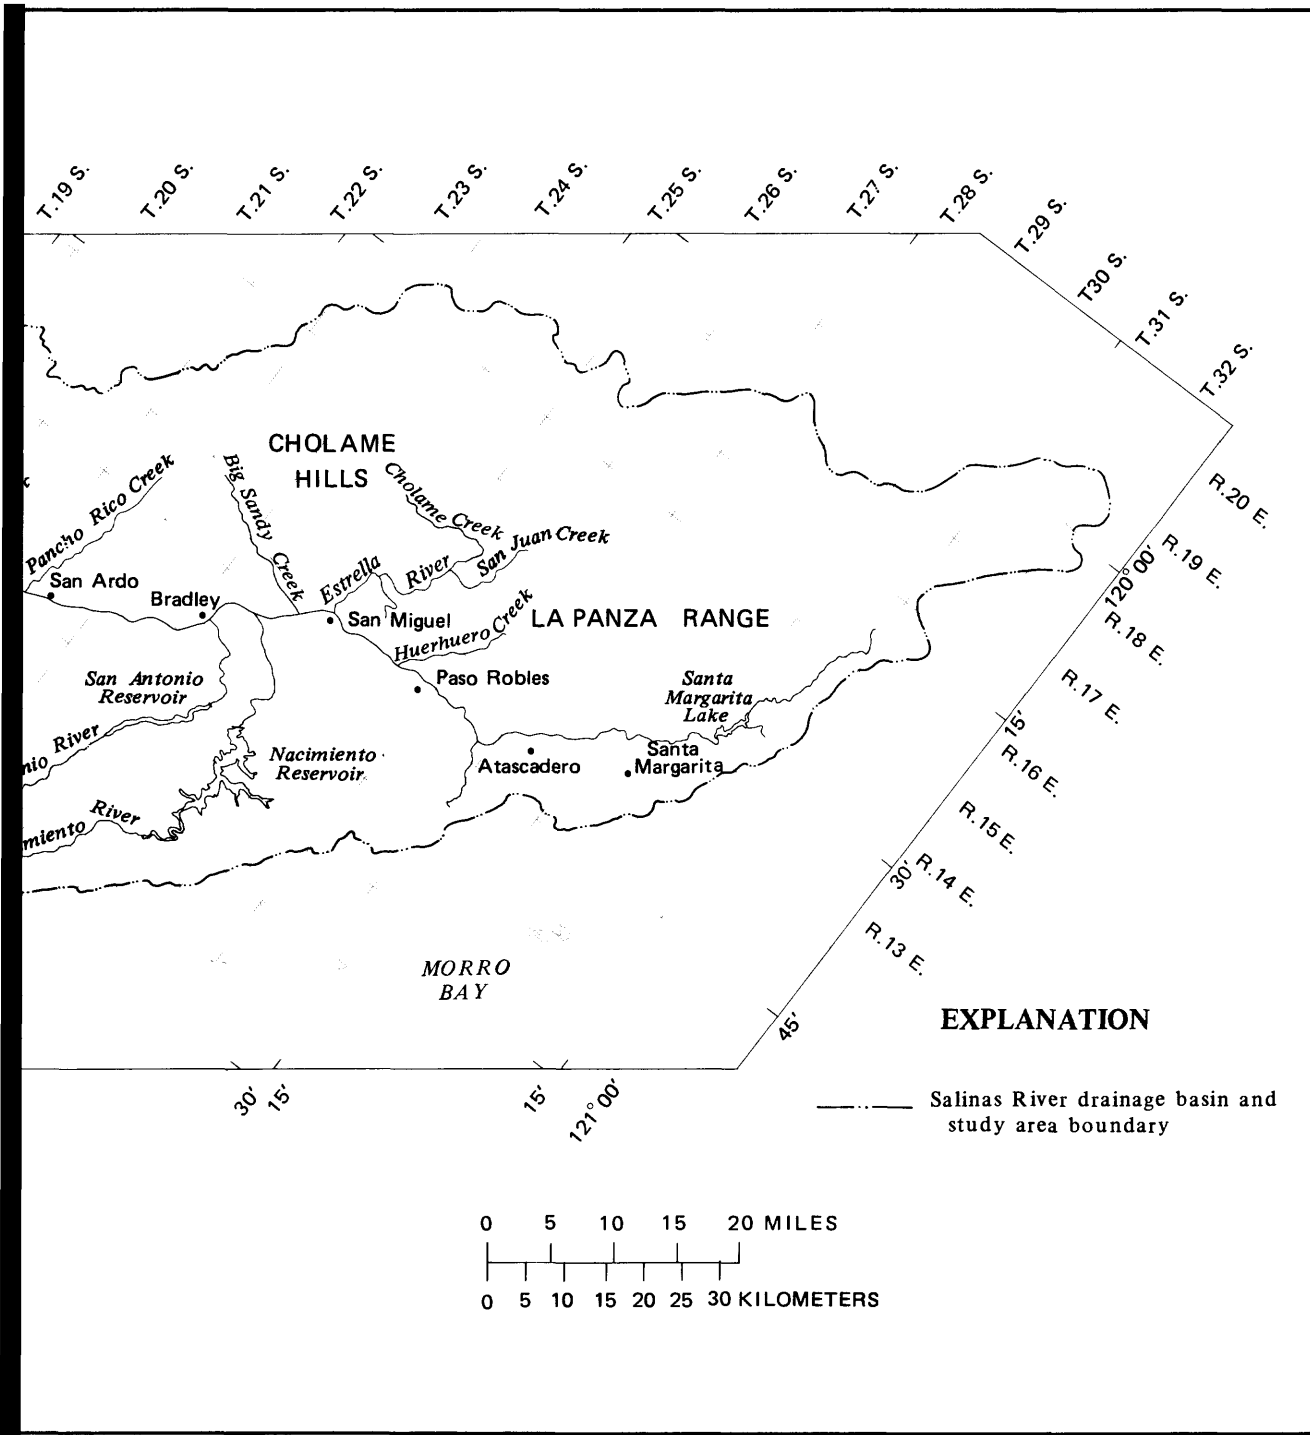 T.19 S.
T.20 S.
T.21 S.
T.22 S.
T.23 S.
T.24 S.
T.25 S.
T.26 S.
T.27 S.
T.28 S.
T.29 S.
T30 S.
T.31 S.
T.32 S.
CHOLAME
HILLS
Pancho Rico Creek
Big Sandy Creek
Cholame Creek
San Juan Creek
Estrella River
San Ardo
Bradley
San Miguel
Huerhuero Creek
LA PANZA RANGE
San Antonio
Reservoir
Paso Robles
Santa
Margarita
Lake
nio River
Nacimiento
Reservoir
Atascadero
Santa
Margarita
miento River
MORRO
BAY
R.20 E.
R.19 E.
120°00'
R.18 E.
R.17 E.
15'
R.16 E.
R.15 E.
30'
R.14 E.
R.13 E.
45'
30'
15'
15'
121°00'
EXPLANATION
Salinas River drainage basin and
study area boundary
0 5 10 15 20 MILES
0 5 10 15 20 25 30 KILOMETERS